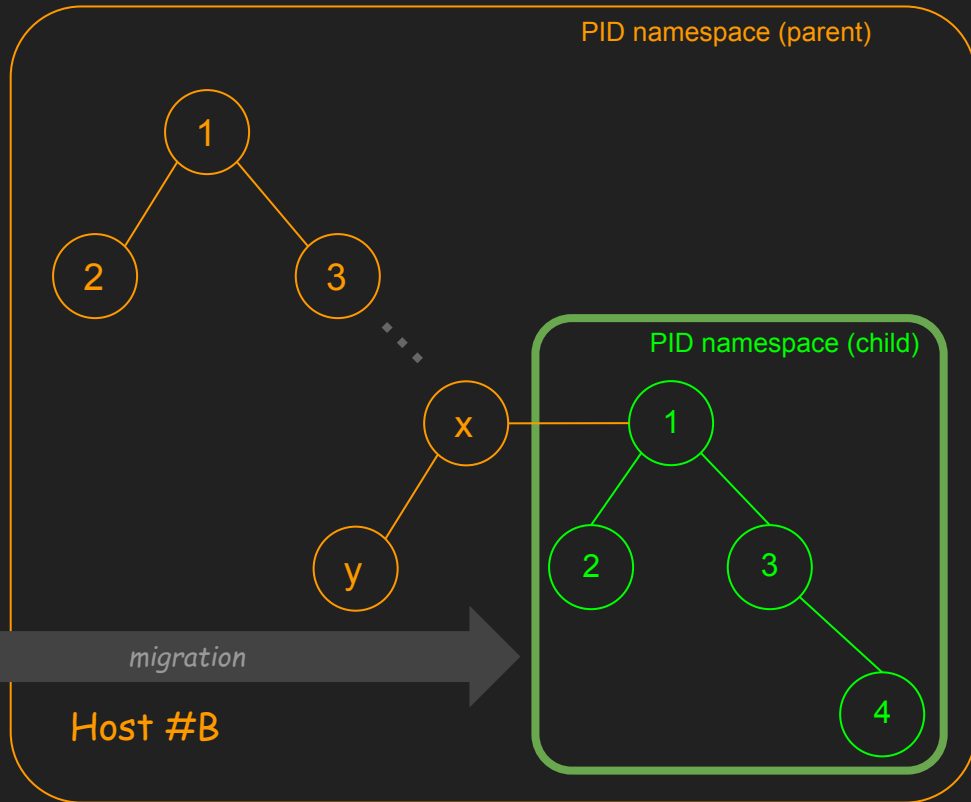 PID namespace (parent)
1
2
3
PID namespace (child)
x
1
y
2
3
migration
4
Host #B